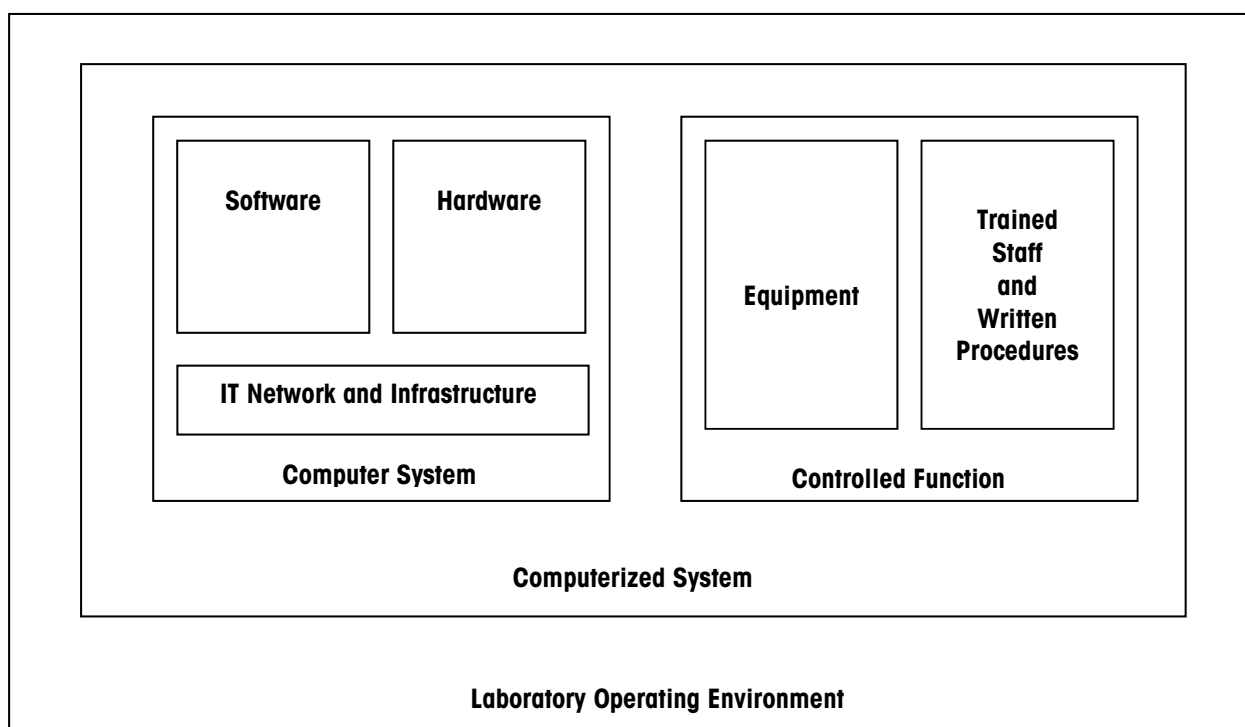 Software
Hardware
IT Network and Infrastructure
Computer System
Equipment
Trained
Staff
and
Written
Procedures
Controlled Function
Computerized System
Laboratory Operating Environment